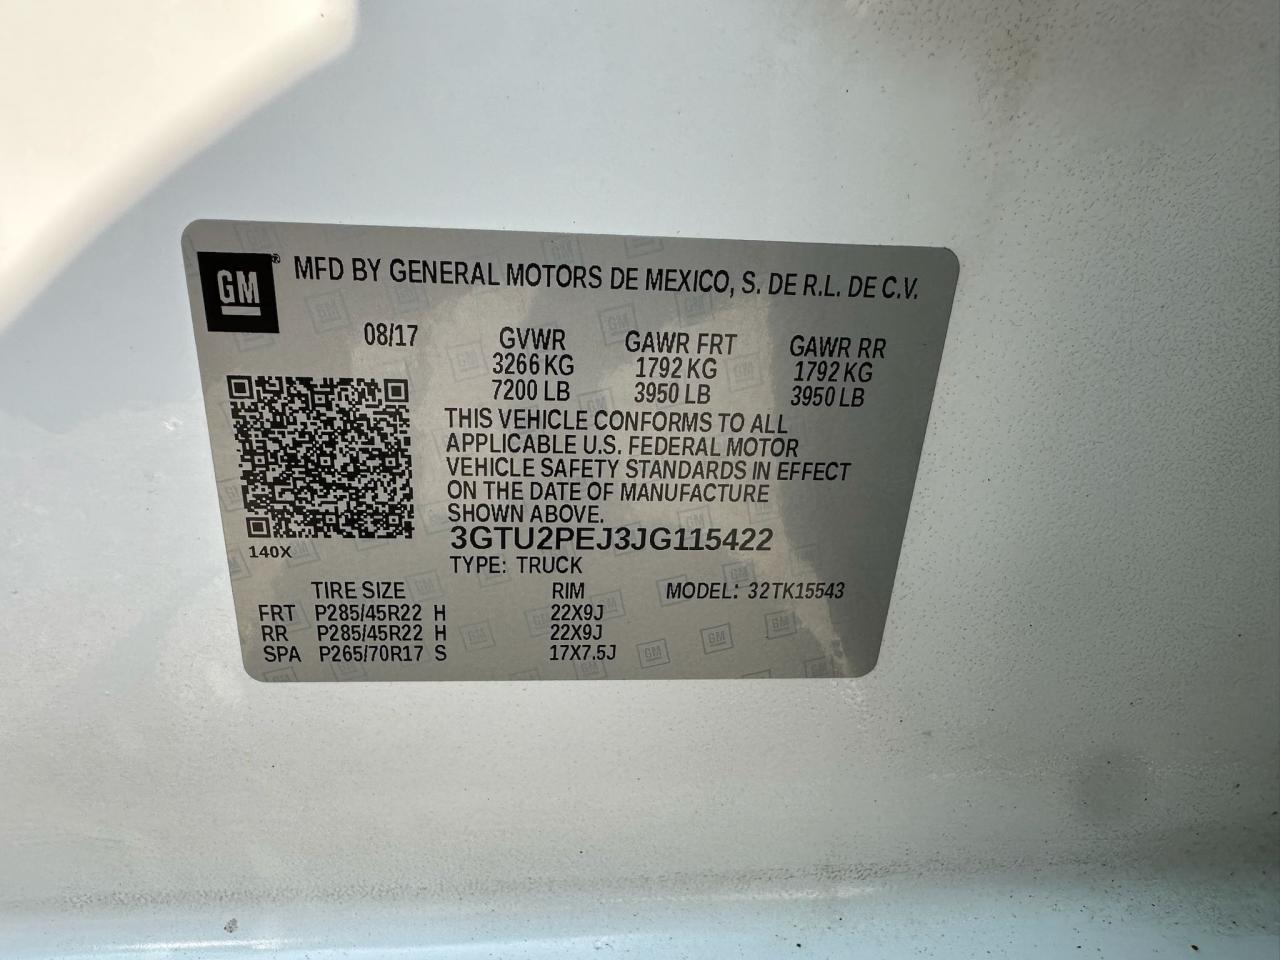 GM®
MFD BY GENERAL MOTORS DE MEXICO, S. DE R.L. DE C.V.
08/17 GVWR GAWR FRT GAWR RR
3266 KG 1792 KG 1792 KG
7200 LB 3950 LB 3950 LB
THIS VEHICLE CONFORMS TO ALL
APPLICABLE U.S. FEDERAL MOTOR
VEHICLE SAFETY STANDARDS IN EFFECT
ON THE DATE OF MANUFACTURE
SHOWN ABOVE.
3GTU2PEJ3JG115422
140X
TYPE: TRUCK
TIRE SIZE RIM MODEL: 32TK15543
FRT P285/45R22 H 22X9J
RR P285/45R22 H 22X9J
SPA P265/70R17 S 17X7.5J